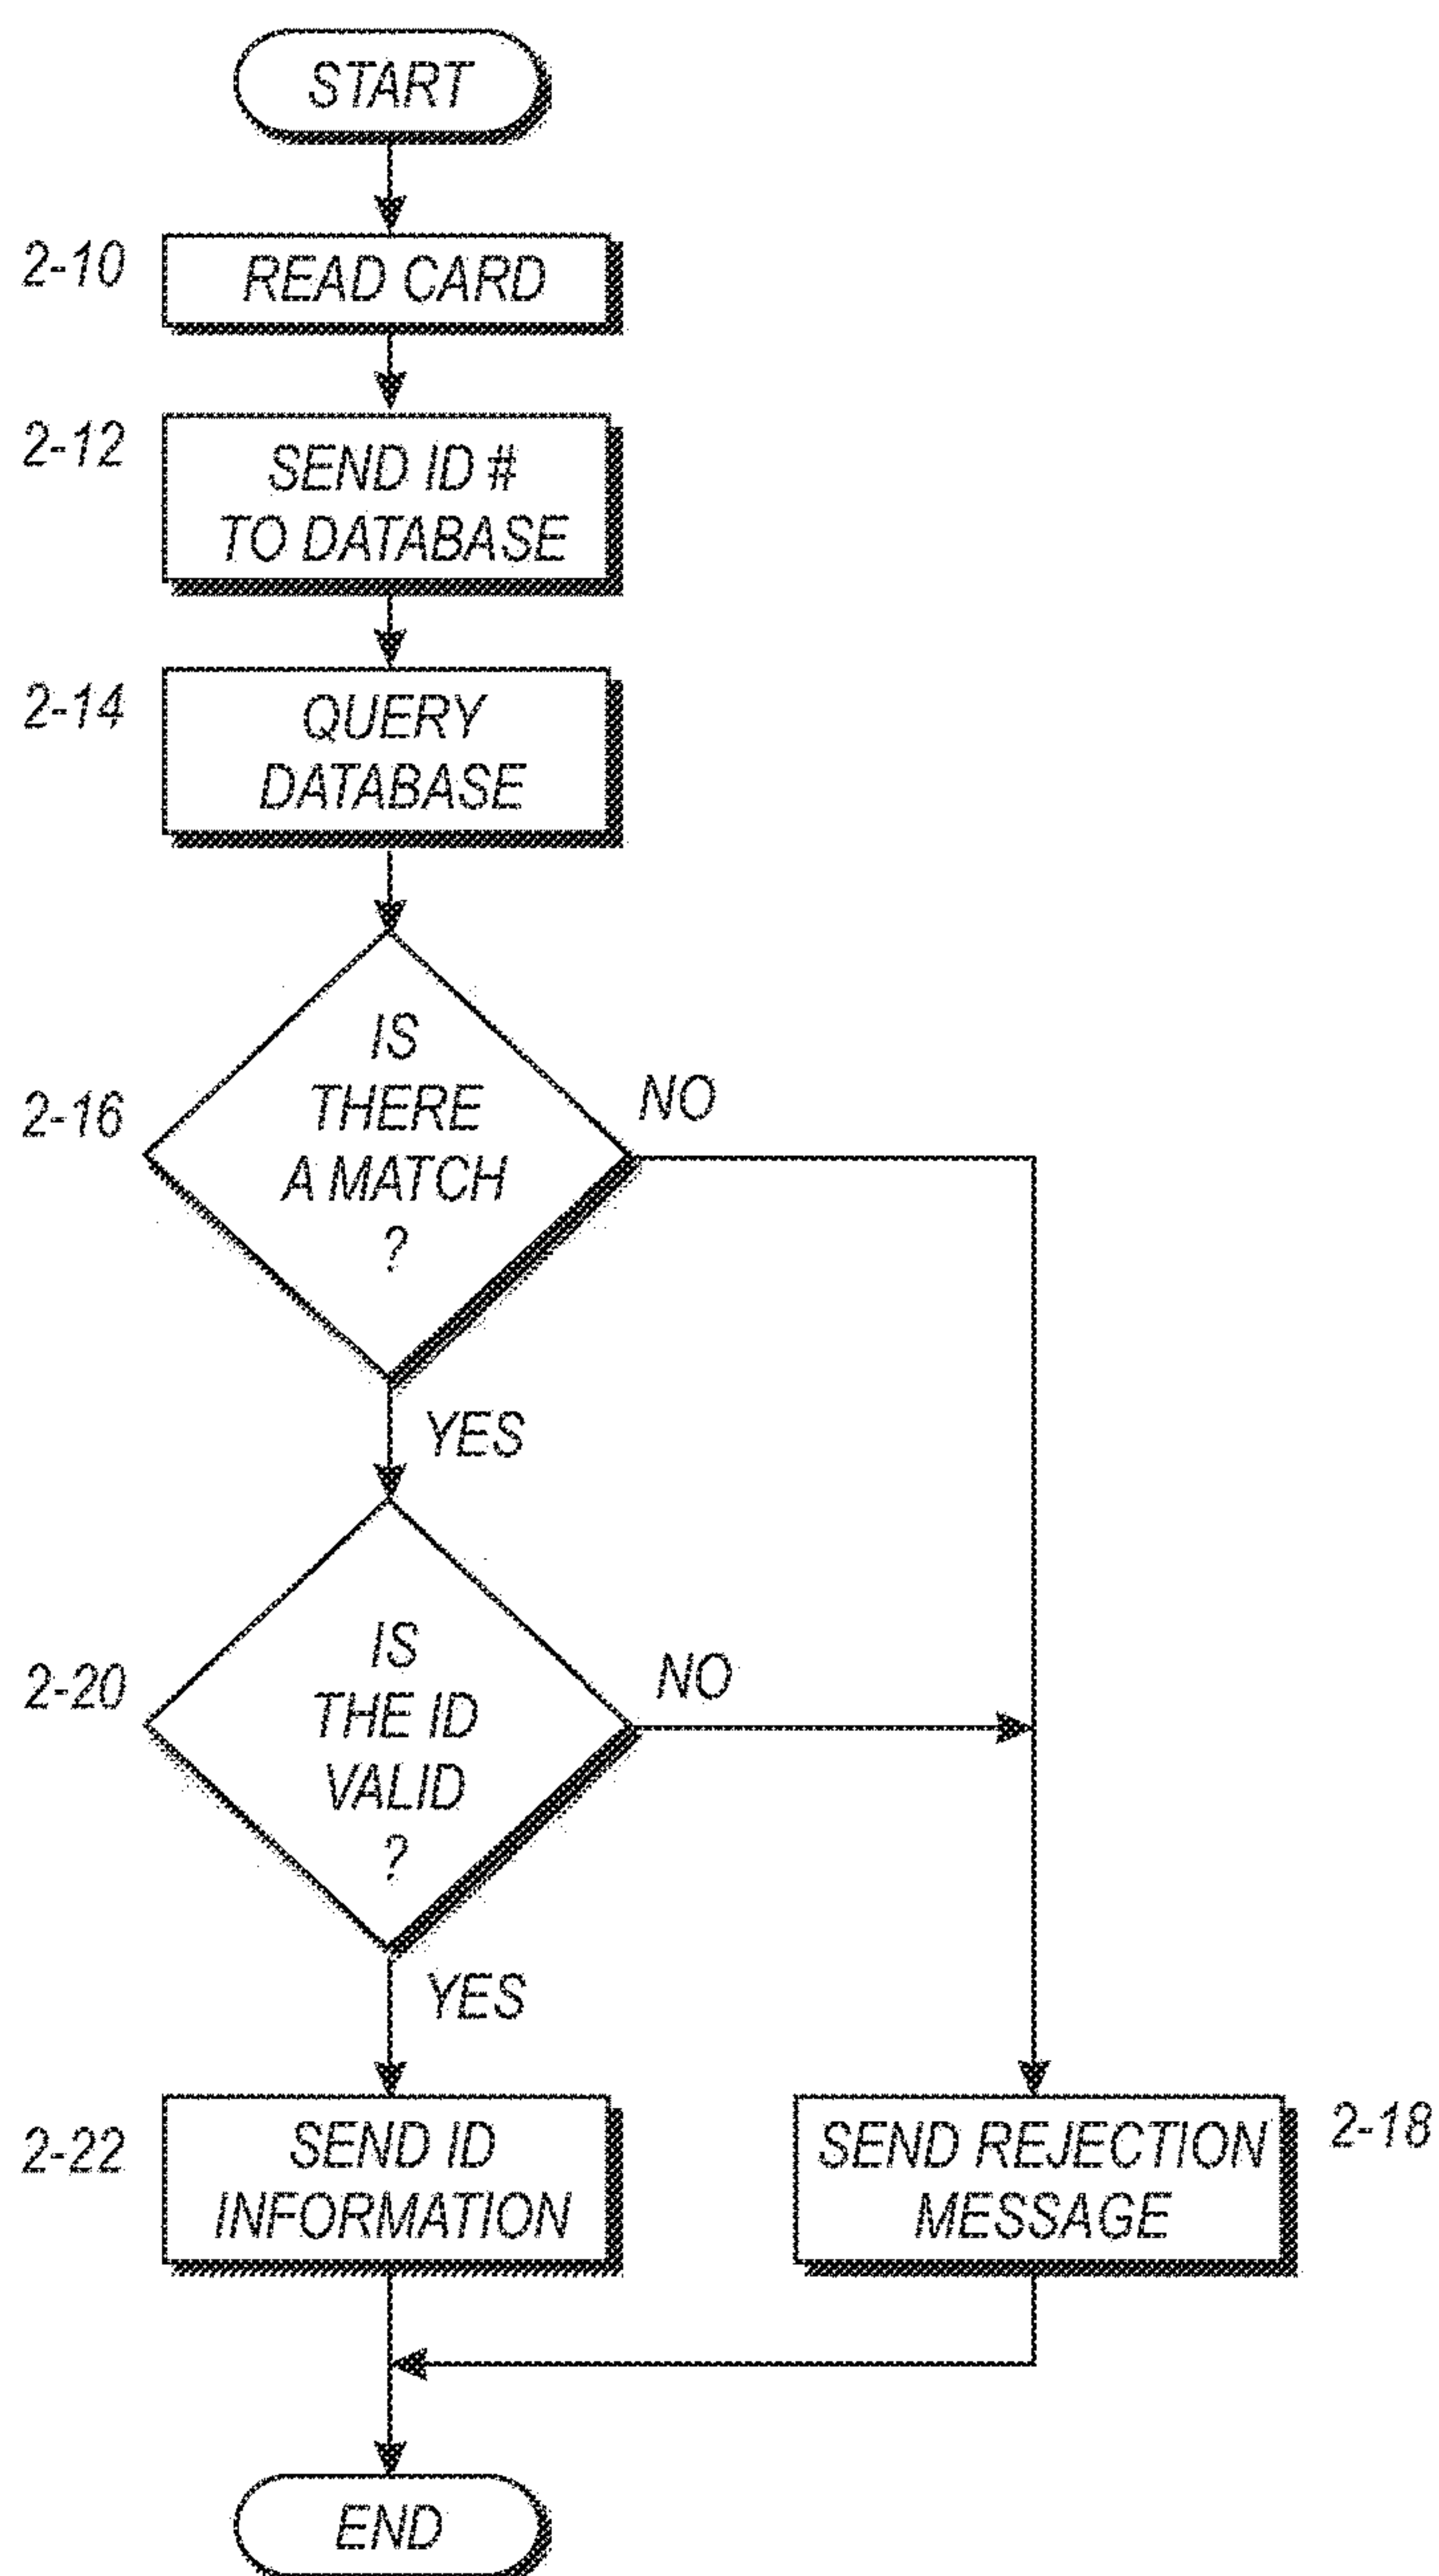 START
2-10
READ CARD
2-12
SEND ID #
TO DATABASE
2-14
QUERY
DATABASE
2-16
IS
THERE
A MATCH
?
NO
YES
2-20
IS
THE ID
VALID
?
NO
YES
2-22
SEND ID
INFORMATION
SEND REJECTION
MESSAGE
2-18
END